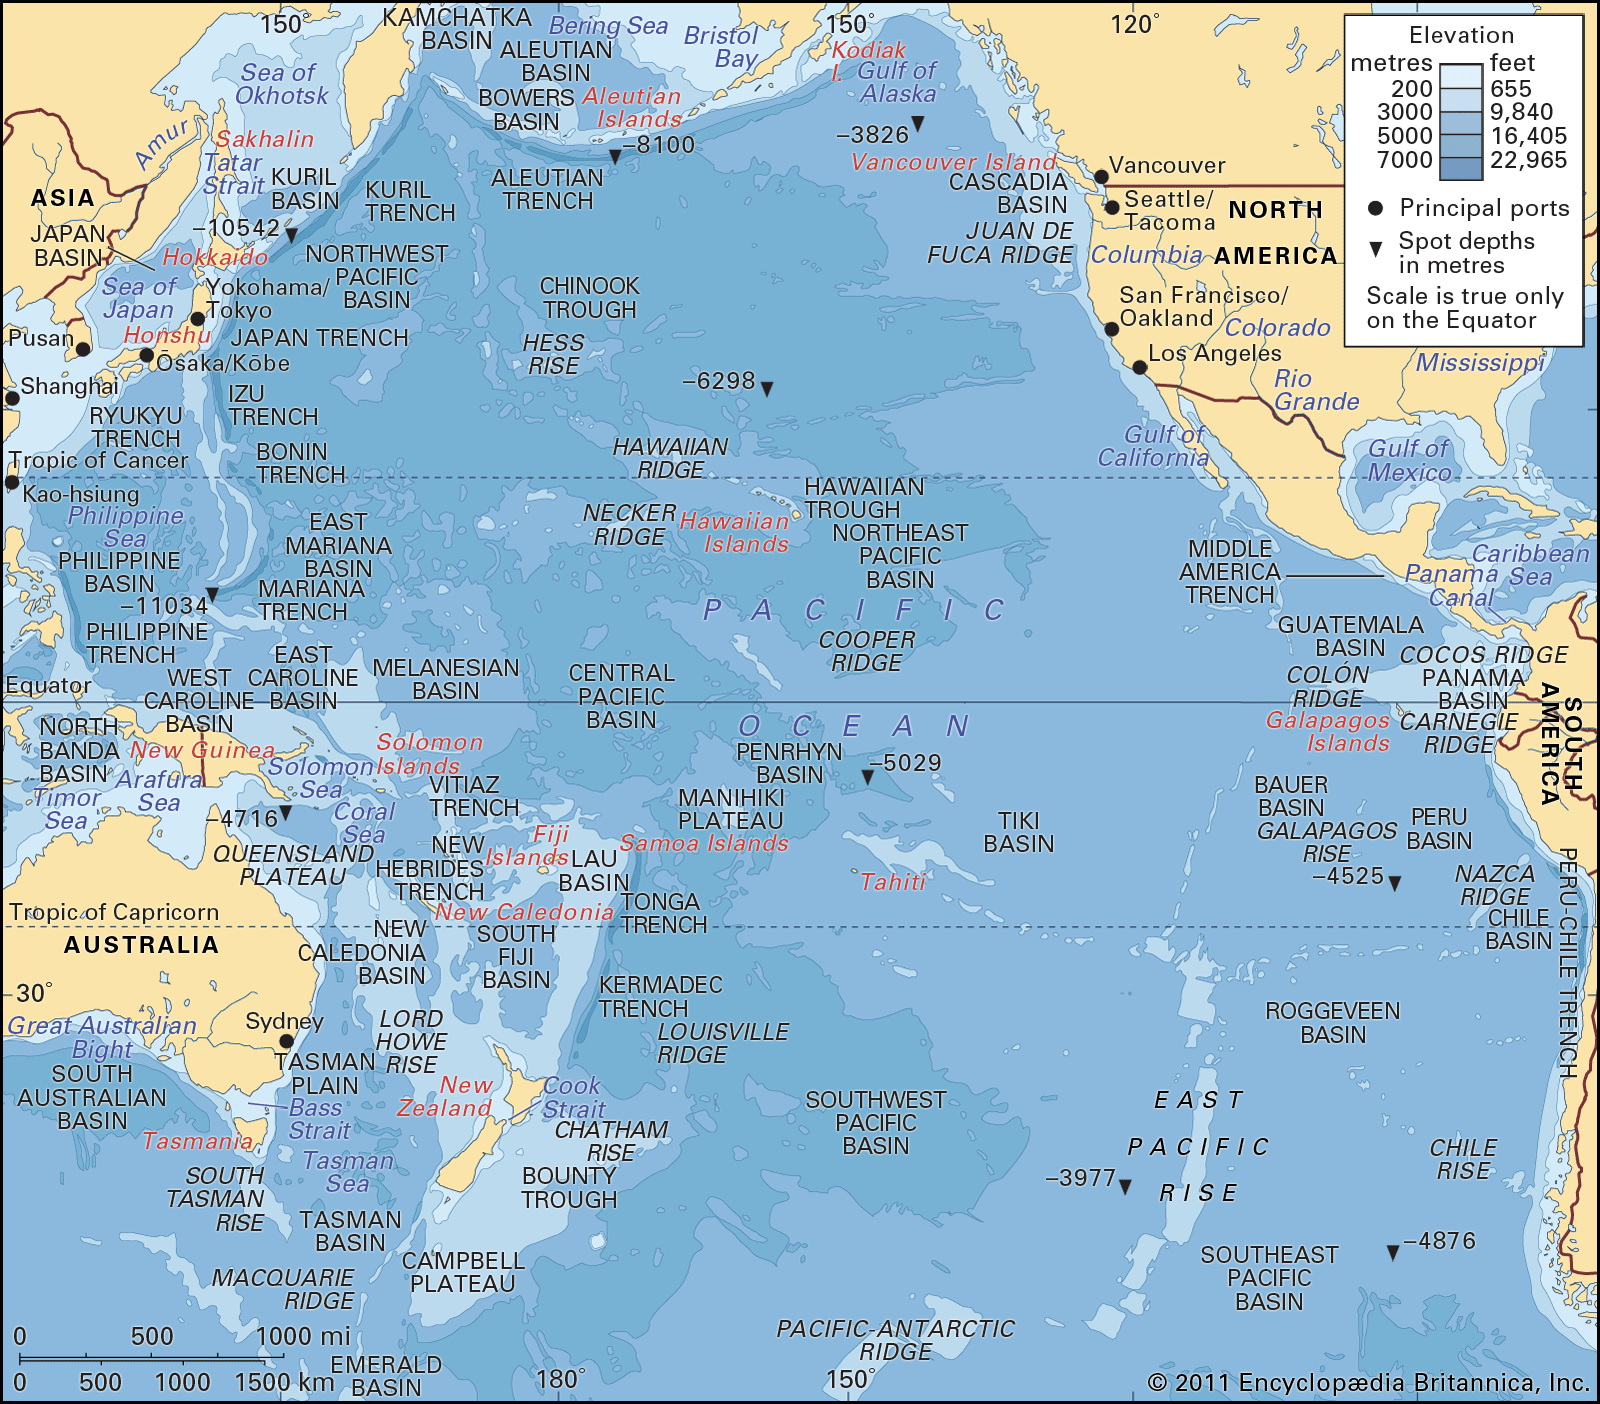 150°
KAMCHATKA
BASIN
Bering Sea
Bristol
Bay
150°
120°
ALEUTIAN
BASIN
Kodiak
I.
Gulf of
Alaska
Sea of
Okhotsk
BOWERS
BASIN
Aleutian
Islands
–8100
–3826
Elevation
metres
feet
200
655
3000
9,840
5000
16,405
7000
22,965
Principal ports
Spot depths
in metres
Scale is true only
on the Equator
Amur
Sakhalin
Tatar
Strait
KURIL
BASIN
KURIL
TRENCH
ALEUTIAN
TRENCH
Vancouver Island
CASCADIA
BASIN
Vancouver
Seattle/
Tacoma
NORTH
AMERICA
ASIA
JAPAN
BASIN
–10542
Hokkaido
NORTHWEST
PACIFIC
BASIN
JUAN DE
FUCA RIDGE
Columbia
Sea of
Japan
Yokohama/
Tokyo
CHINOOK
TROUGH
San Francisco/
Oakland
Colorado
Pusan
Honshu
JAPAN TRENCH
HESS
RISE
Ōsaka/Kōbe
Los Angeles
Mississippi
Shanghai
IZU
TRENCH
–6298
Rio
Grande
RYUKYU
TRENCH
BONIN
TRENCH
HAWAIIAN
RIDGE
Gulf of
California
Gulf of
Mexico
Tropic of Cancer
Kao-hsiung
Philippine
Sea
HAWAIIAN
TROUGH
NECKER
RIDGE
Hawaiian
Islands
EAST
MARIANA
BASIN
NORTHEAST
PACIFIC
BASIN
MIDDLE
AMERICA
TRENCH
Caribbean
Sea
Panama
Canal
PHILIPPINE
BASIN
MARIANA
TRENCH
–11034
PACIFIC
PHILIPPINE
TRENCH
COOPER
RIDGE
GUATEMALA
BASIN
COCOS RIDGE
WEST
CAROLINE
BASIN
EAST
CAROLINE
BASIN
MELANESIAN
BASIN
CENTRAL
PACIFIC
BASIN
COLÓN
RIDGE
PANAMA
BASIN
SOUTH
AMERICA
Equator
OCEAN
Galapagos
Islands
CARNEGIE
RIDGE
NORTH
BANDA
BASIN
New Guinea
Solomon
Islands
Solomon
Sea
PENRHYN
BASIN
–5029
Arafura
Sea
Timor
Sea
VITIAZ
TRENCH
MANIHIKI
PLATEAU
BAUER
BASIN
–4716
Coral
Sea
TIKI
BASIN
GALAPAGOS
RISE
PERU
BASIN
QUEENSLAND
PLATEAU
NEW
HEBRIDES
TRENCH
Fiji
Islands
LAU
BASIN
Samoa Islands
Tahiti
–4525
NAZCA
RIDGE
PERU-CHILE TRENCH
Tropic of Capricorn
AUSTRALIA
New Caledonia
TONGA
TRENCH
CHILE
BASIN
NEW
CALEDONIA
BASIN
SOUTH
FIJI
BASIN
30°
KERMADEC
TRENCH
Great Australian
Bight
Sydney
LORD
HOWE
RISE
LOUISVILLE
RIDGE
ROGGEVEEN
BASIN
SOUTH
AUSTRALIAN
BASIN
TASMAN
PLAIN
New
Zealand
Cook
Strait
SOUTHWEST
PACIFIC
BASIN
EAST
PACIFIC
RISE
Bass
Strait
Tasmania
CHATHAM
RISE
CHILE
RISE
Tasman
Sea
SOUTH
TASMAN
RISE
BOUNTY
TROUGH
–3977
TASMAN
BASIN
–4876
CAMPBELL
PLATEAU
SOUTHEAST
PACIFIC
BASIN
MACQUARIE
RIDGE
PACIFIC-ANTARCTIC
RIDGE
0 500 1000 mi
0 500 1000 1500 km
EMERALD
BASIN
180°
150°
© 2011 Encyclopædia Britannica, Inc.